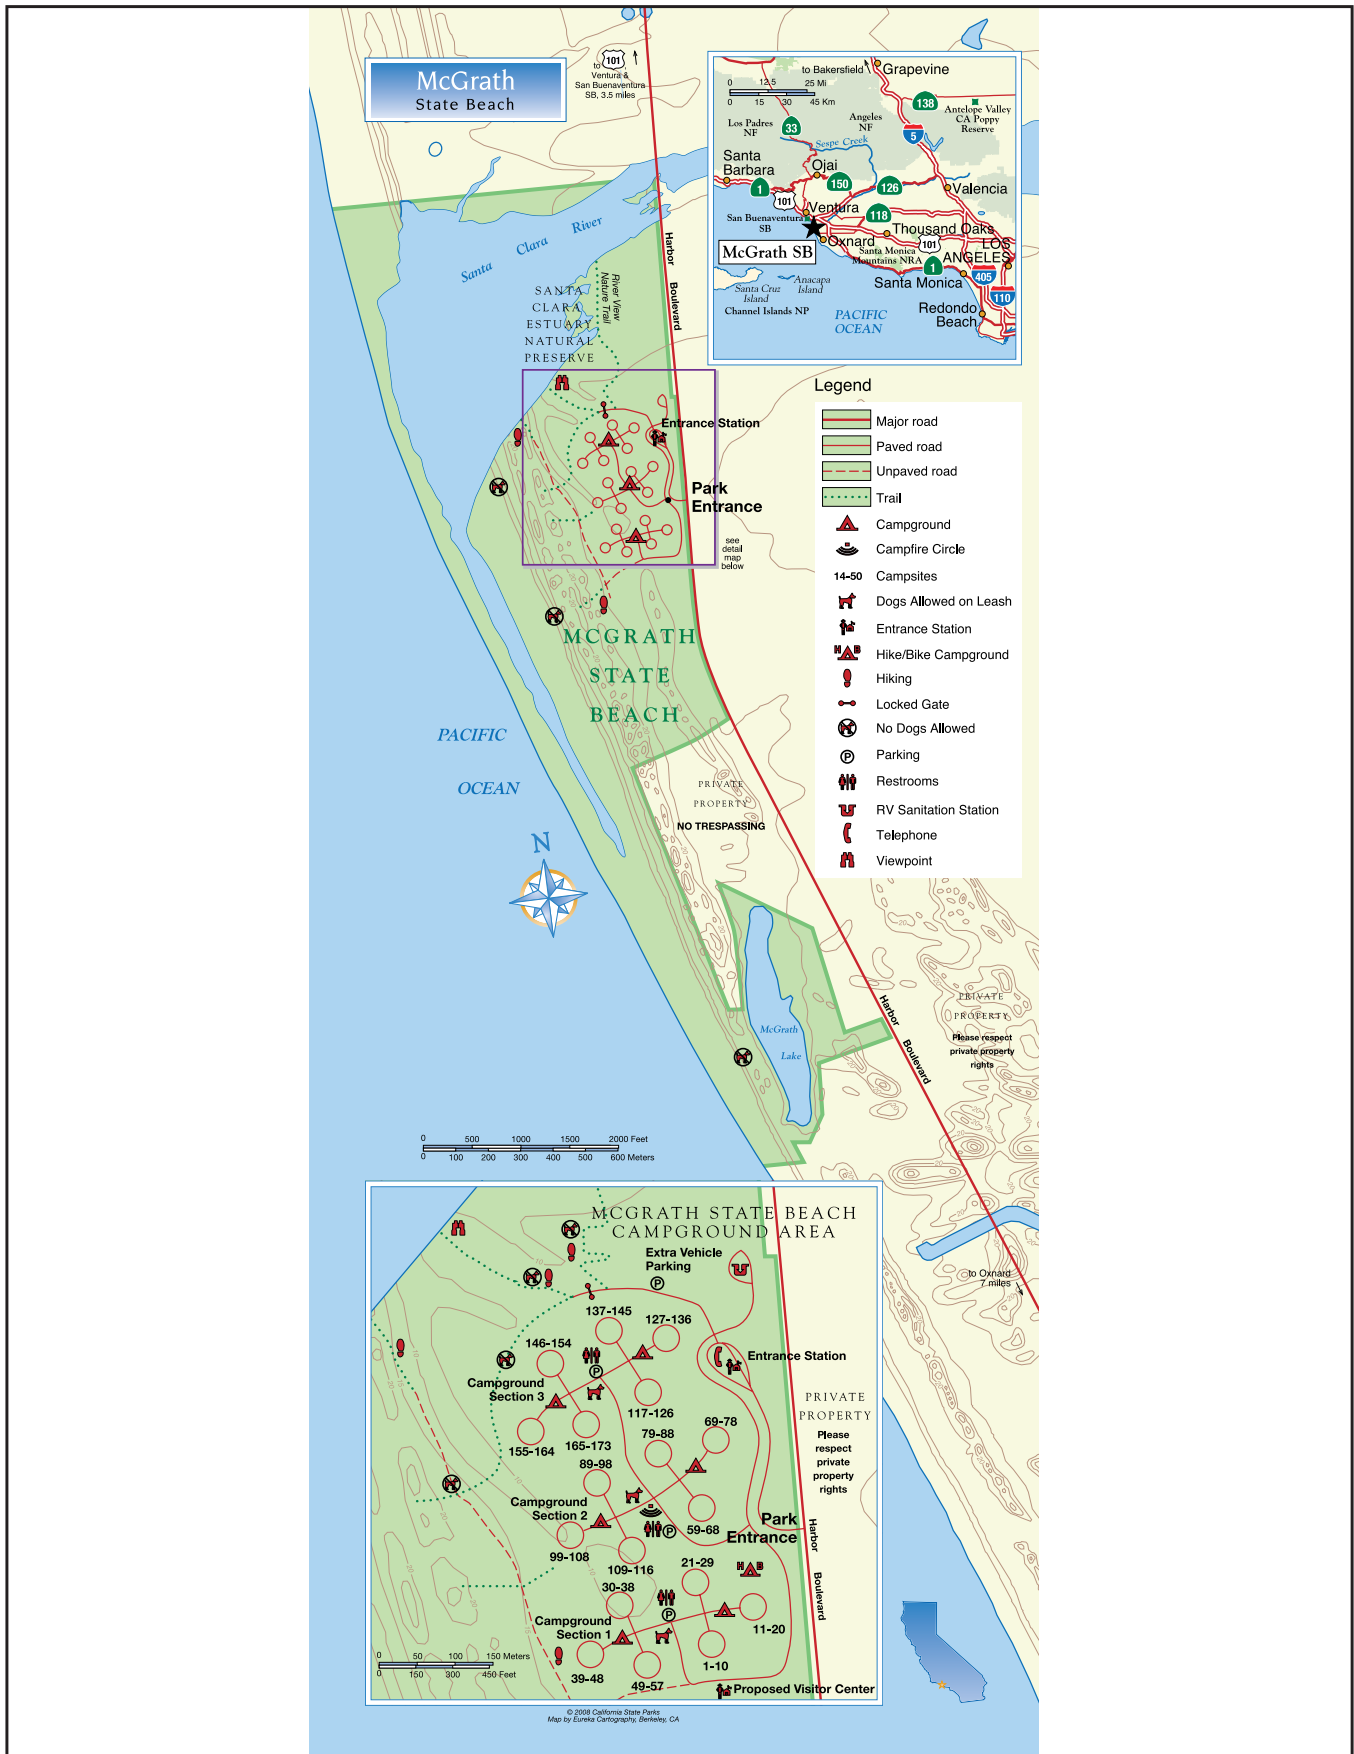 McGrath
State Beach
101
to
Ventura &
San Buenaventura
SB, 3.5 miles
0 12.5 25 Mi
0 15 30 45 Km
to Bakersfield
Grapevine
138
Antelope Valley
CA Poppy
Reserve
Los Padres
NF
33
Angeles
NF
5
Sespe Creek
Santa
Barbara
Ojai
1
150
126
Valencia
101
Ventura
118
San Buenaventura
SB
Thousand Oaks
Oxnard
101
LOS
ANGELES
McGrath SB
Santa Monica
Mountains NRA
1
405
Santa Monica
Santa Cruz
Island
Anacapa
Island
110
Channel Islands NP
Redondo
Beach
PACIFIC
OCEAN
Santa Clara River
Harbor
Boulevard
River View
Nature Trail
SANTA
CLARA
ESTUARY
NATURAL
PRESERVE
Entrance Station
Park
Entrance
see
detail
map
below
MCGRATH
STATE
BEACH
PACIFIC
OCEAN
N
PRIVATE
PROPERTY
NO TRESPASSING
Legend
Major road
Paved road
Unpaved road
Trail
Campground
Campfire Circle
14-50 Campsites
Dogs Allowed on Leash
Entrance Station
H B Hike/Bike Campground
Hiking
Locked Gate
No Dogs Allowed
P Parking
Restrooms
RV Sanitation Station
Telephone
Viewpoint
McGrath
Lake
Harbor
Boulevard
PRIVATE
PROPERTY
Please respect
private property
rights
0 500 1000 1500 2000 Feet
0 100 200 300 400 500 600 Meters
to Oxnard
7 miles
MCGRATH STATE BEACH
CAMPGROUND AREA
Extra Vehicle
Parking
P
137-145
127-136
146-154
P
Entrance Station
Campground
Section 3
117-126
155-164
165-173
69-78
79-88
89-98
Campground
Section 2
P
59-68
99-108
109-116
Park
Entrance
PRIVATE
PROPERTY
Please
respect
private
property
rights
Harbor
Boulevard
21-29
H B
30-38
P
Campground
Section 1
11-20
1-10
39-48
49-57
Proposed Visitor Center
0 50 100 150 Meters
0 150 300 450 Feet
© 2008 California State Parks
Map by Eureka Cartography, Berkeley, CA